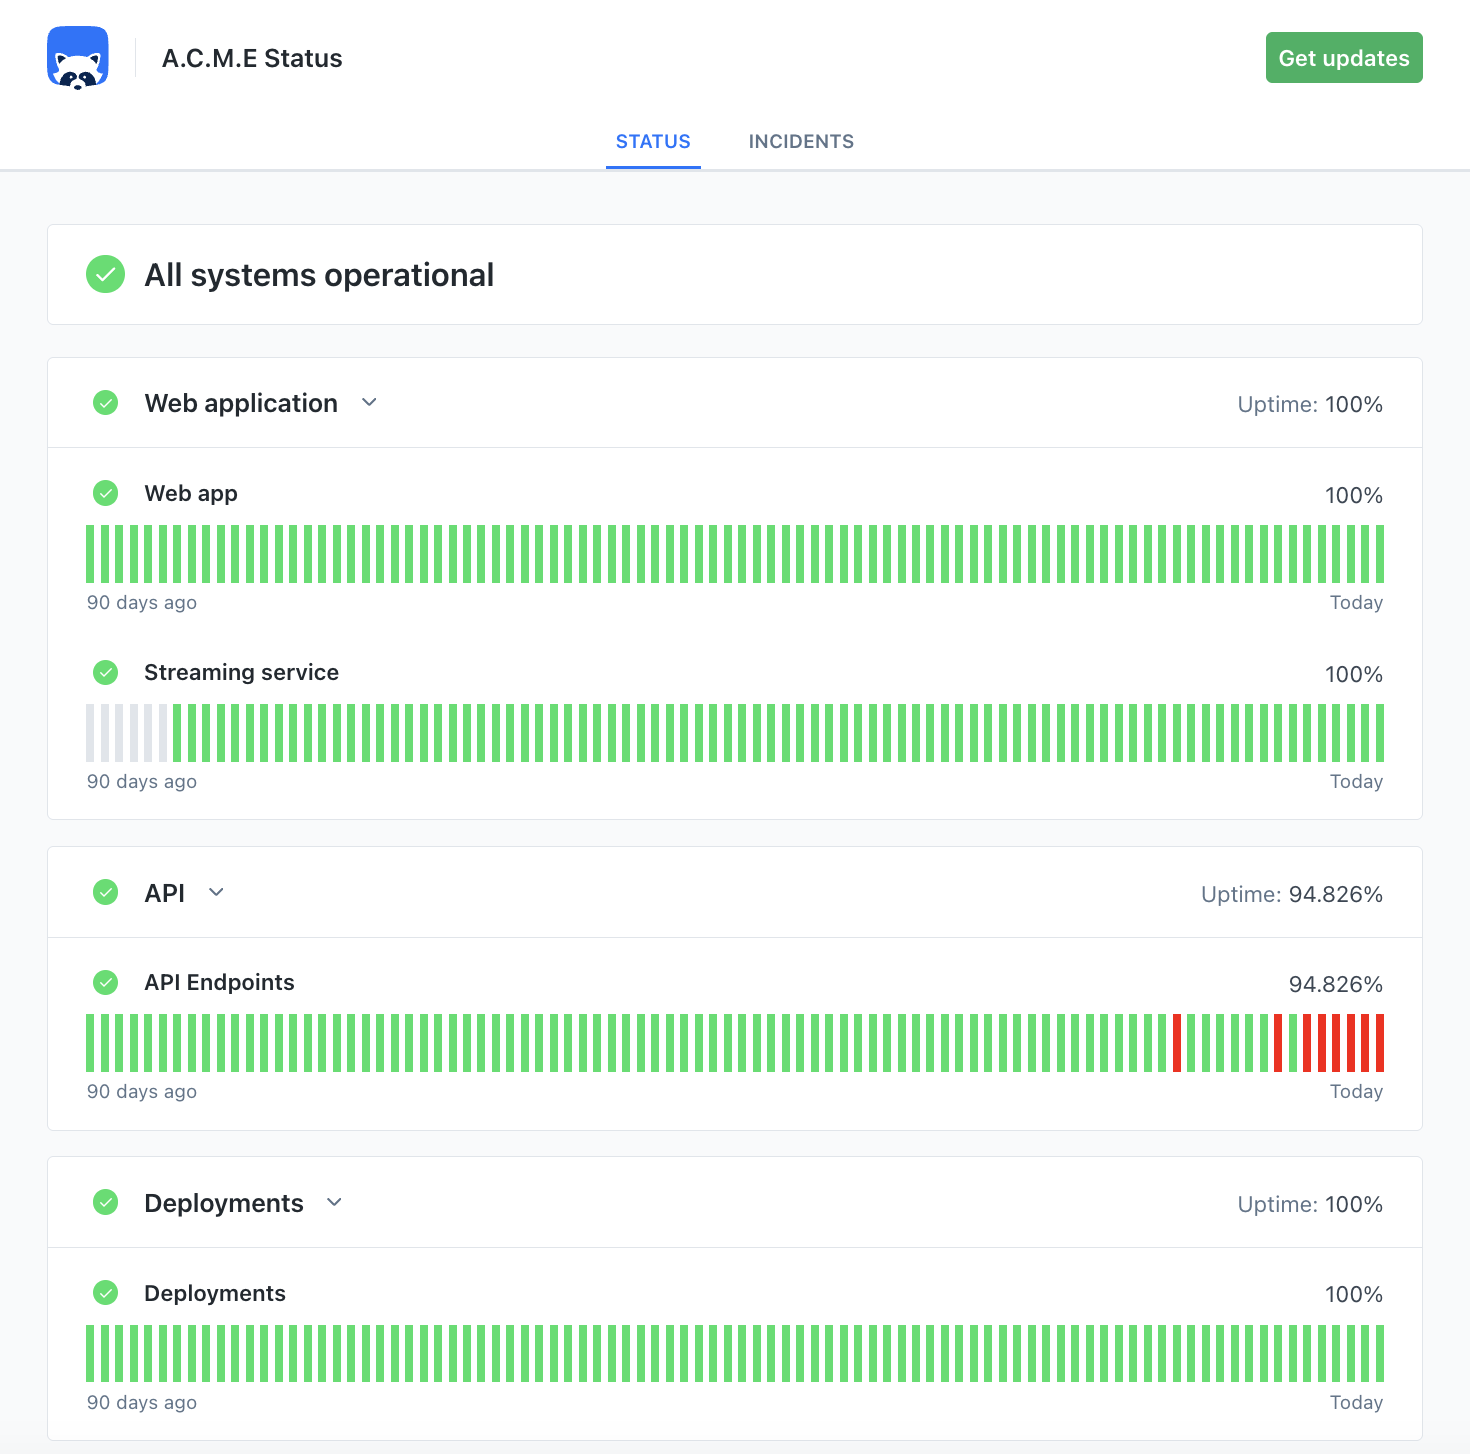 A.C.M.E Status
Get updates
STATUS
INCIDENTS
All systems operational
Web application
Uptime: 100%
Web app
100%
90 days ago
Today
Streaming service
100%
90 days ago
Today
API
Uptime: 94.826%
API Endpoints
94.826%
90 days ago
Today
Deployments
Uptime: 100%
Deployments
100%
90 days ago
Today